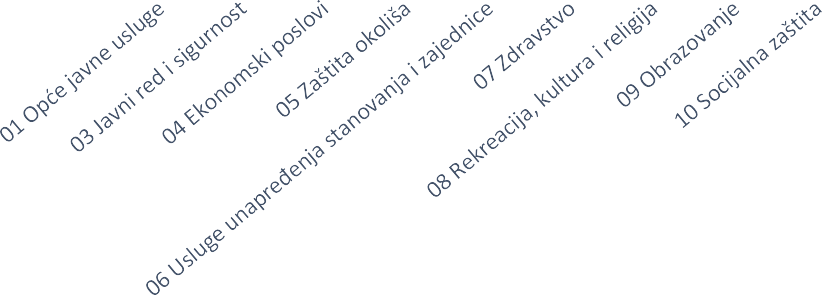 01 Opće javne usluge
03 Javni red i sigurnost
04 Ekonomski poslovi
05 Zaštita okoliša
06 Usluge unapređenja stanovanja i zajednice
07 Zdravstvo
08 Rekreacija, kultura i religija
09 Obrazovanje
10 Socijalna zaštita